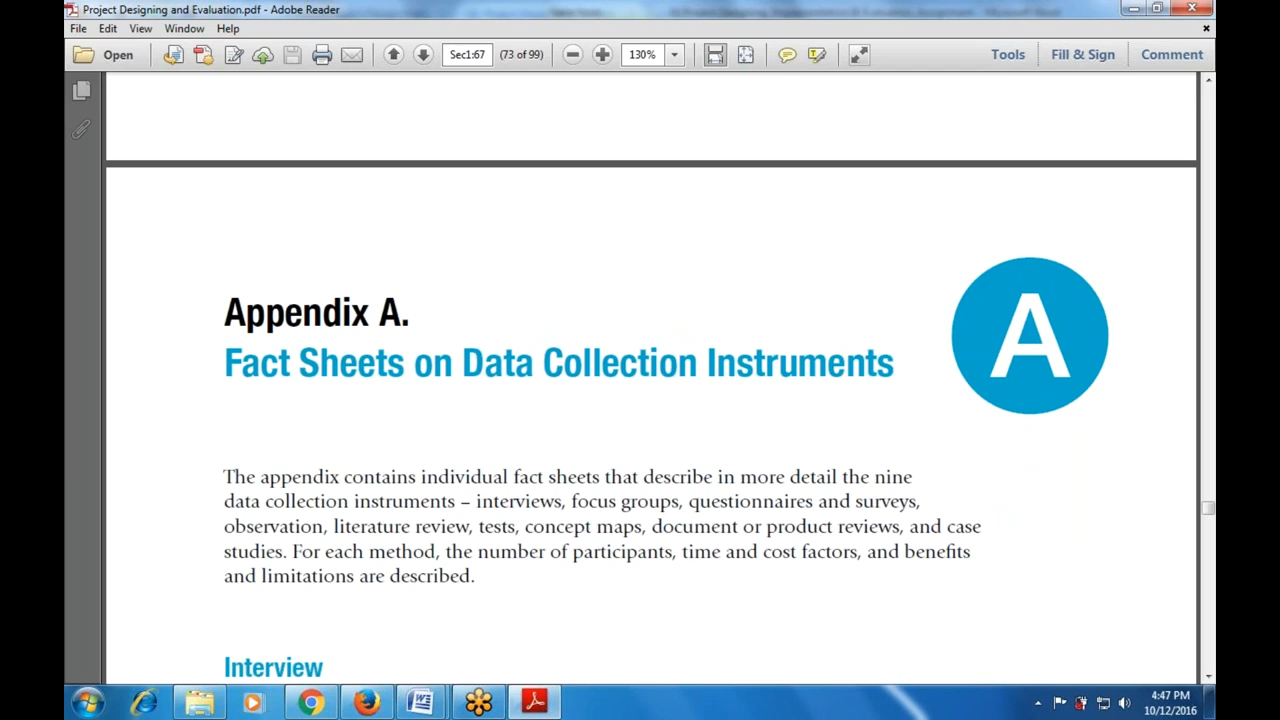 Project Designing and Evaluation.pdf - Adobe Reader
File Edit View Window Help
Open
Sec1:67 (73 of 99) 130% Tools Fill & Sign Comment
Appendix A.
Fact Sheets on Data Collection Instruments
A
The appendix contains individual fact sheets that describe in more detail the nine
data collection instruments – interviews, focus groups, questionnaires and surveys,
observation, literature review, tests, concept maps, document or product reviews, and case
studies. For each method, the number of participants, time and cost factors, and benefits
and limitations are described.
Interview
4:47 PM
10/12/2016